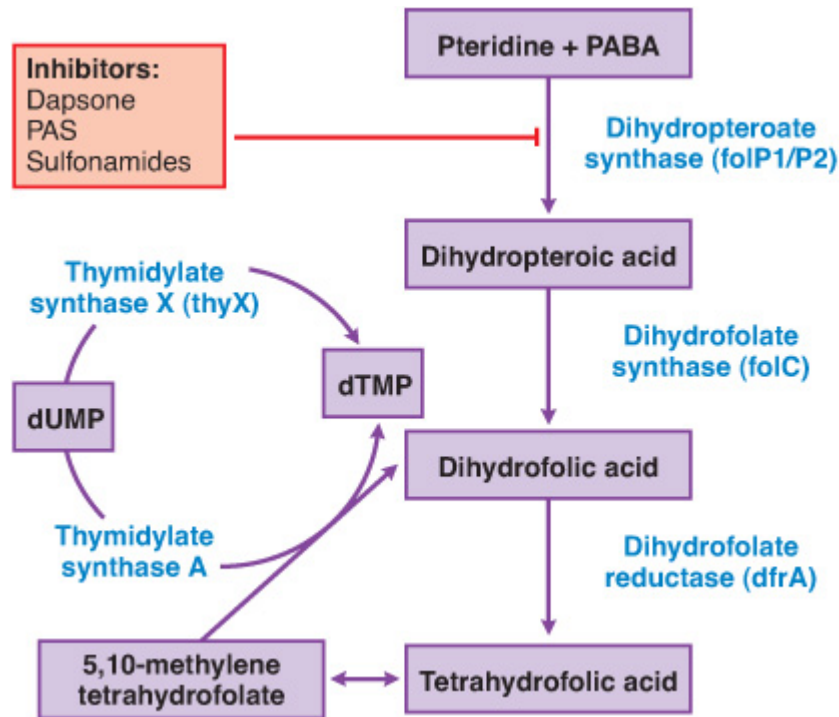 Pteridine + PABA
Inhibitors:
Dapsone
PAS
Sulfonamides
Dihydropteroate
synthase (folP1/P2)
Dihydropteroic acid
Thymidylate
synthase X (thyX)
Dihydrofolate
synthase (folC)
dTMP
dUMP
Dihydrofolic acid
Thymidylate
synthase A
Dihydrofolate
reductase (dfrA)
5,10-methylene
tetrahydrofolate
Tetrahydrofolic acid